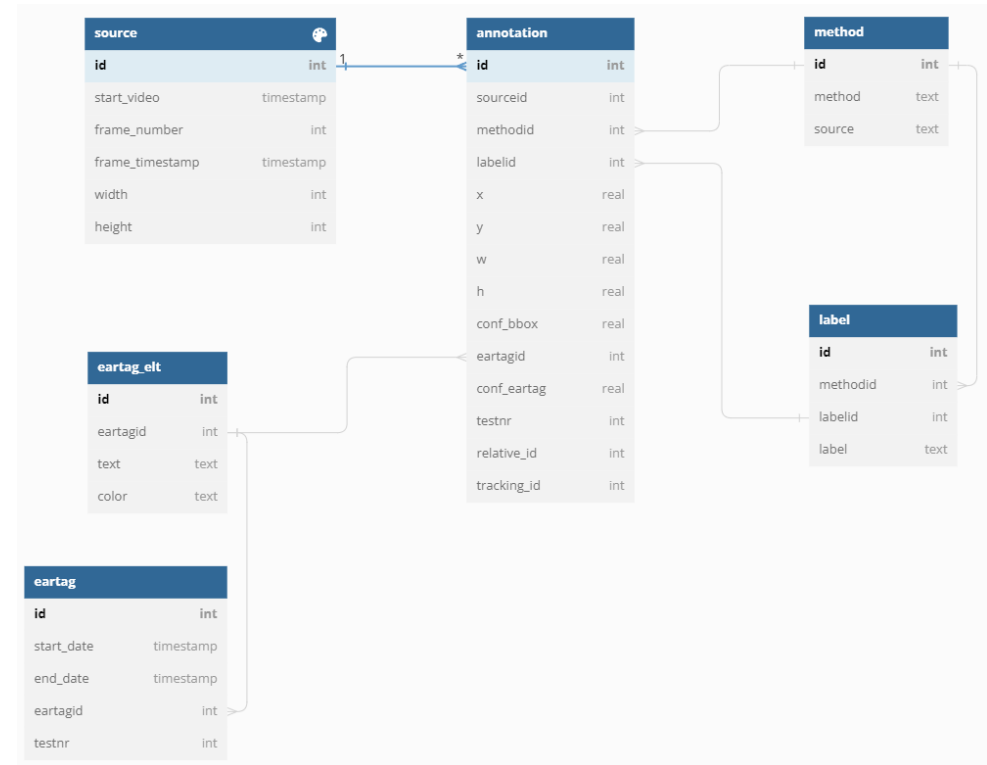 source
id int
start_video timestamp
frame_number int
frame_timestamp timestamp
width int
height int
1
*
annotation
id int
sourceid int
methodid int
labelid int
x real
y real
w real
h real
conf_bbox real
eartagid int
conf_eartag real
testnr int
relative_id int
tracking_id int
method
id int
method text
source text
label
id int
methodid int
labelid int
label text
eartag_elt
id int
eartagid int
text text
color text
eartag
id int
start_date timestamp
end_date timestamp
eartagid int
testnr int